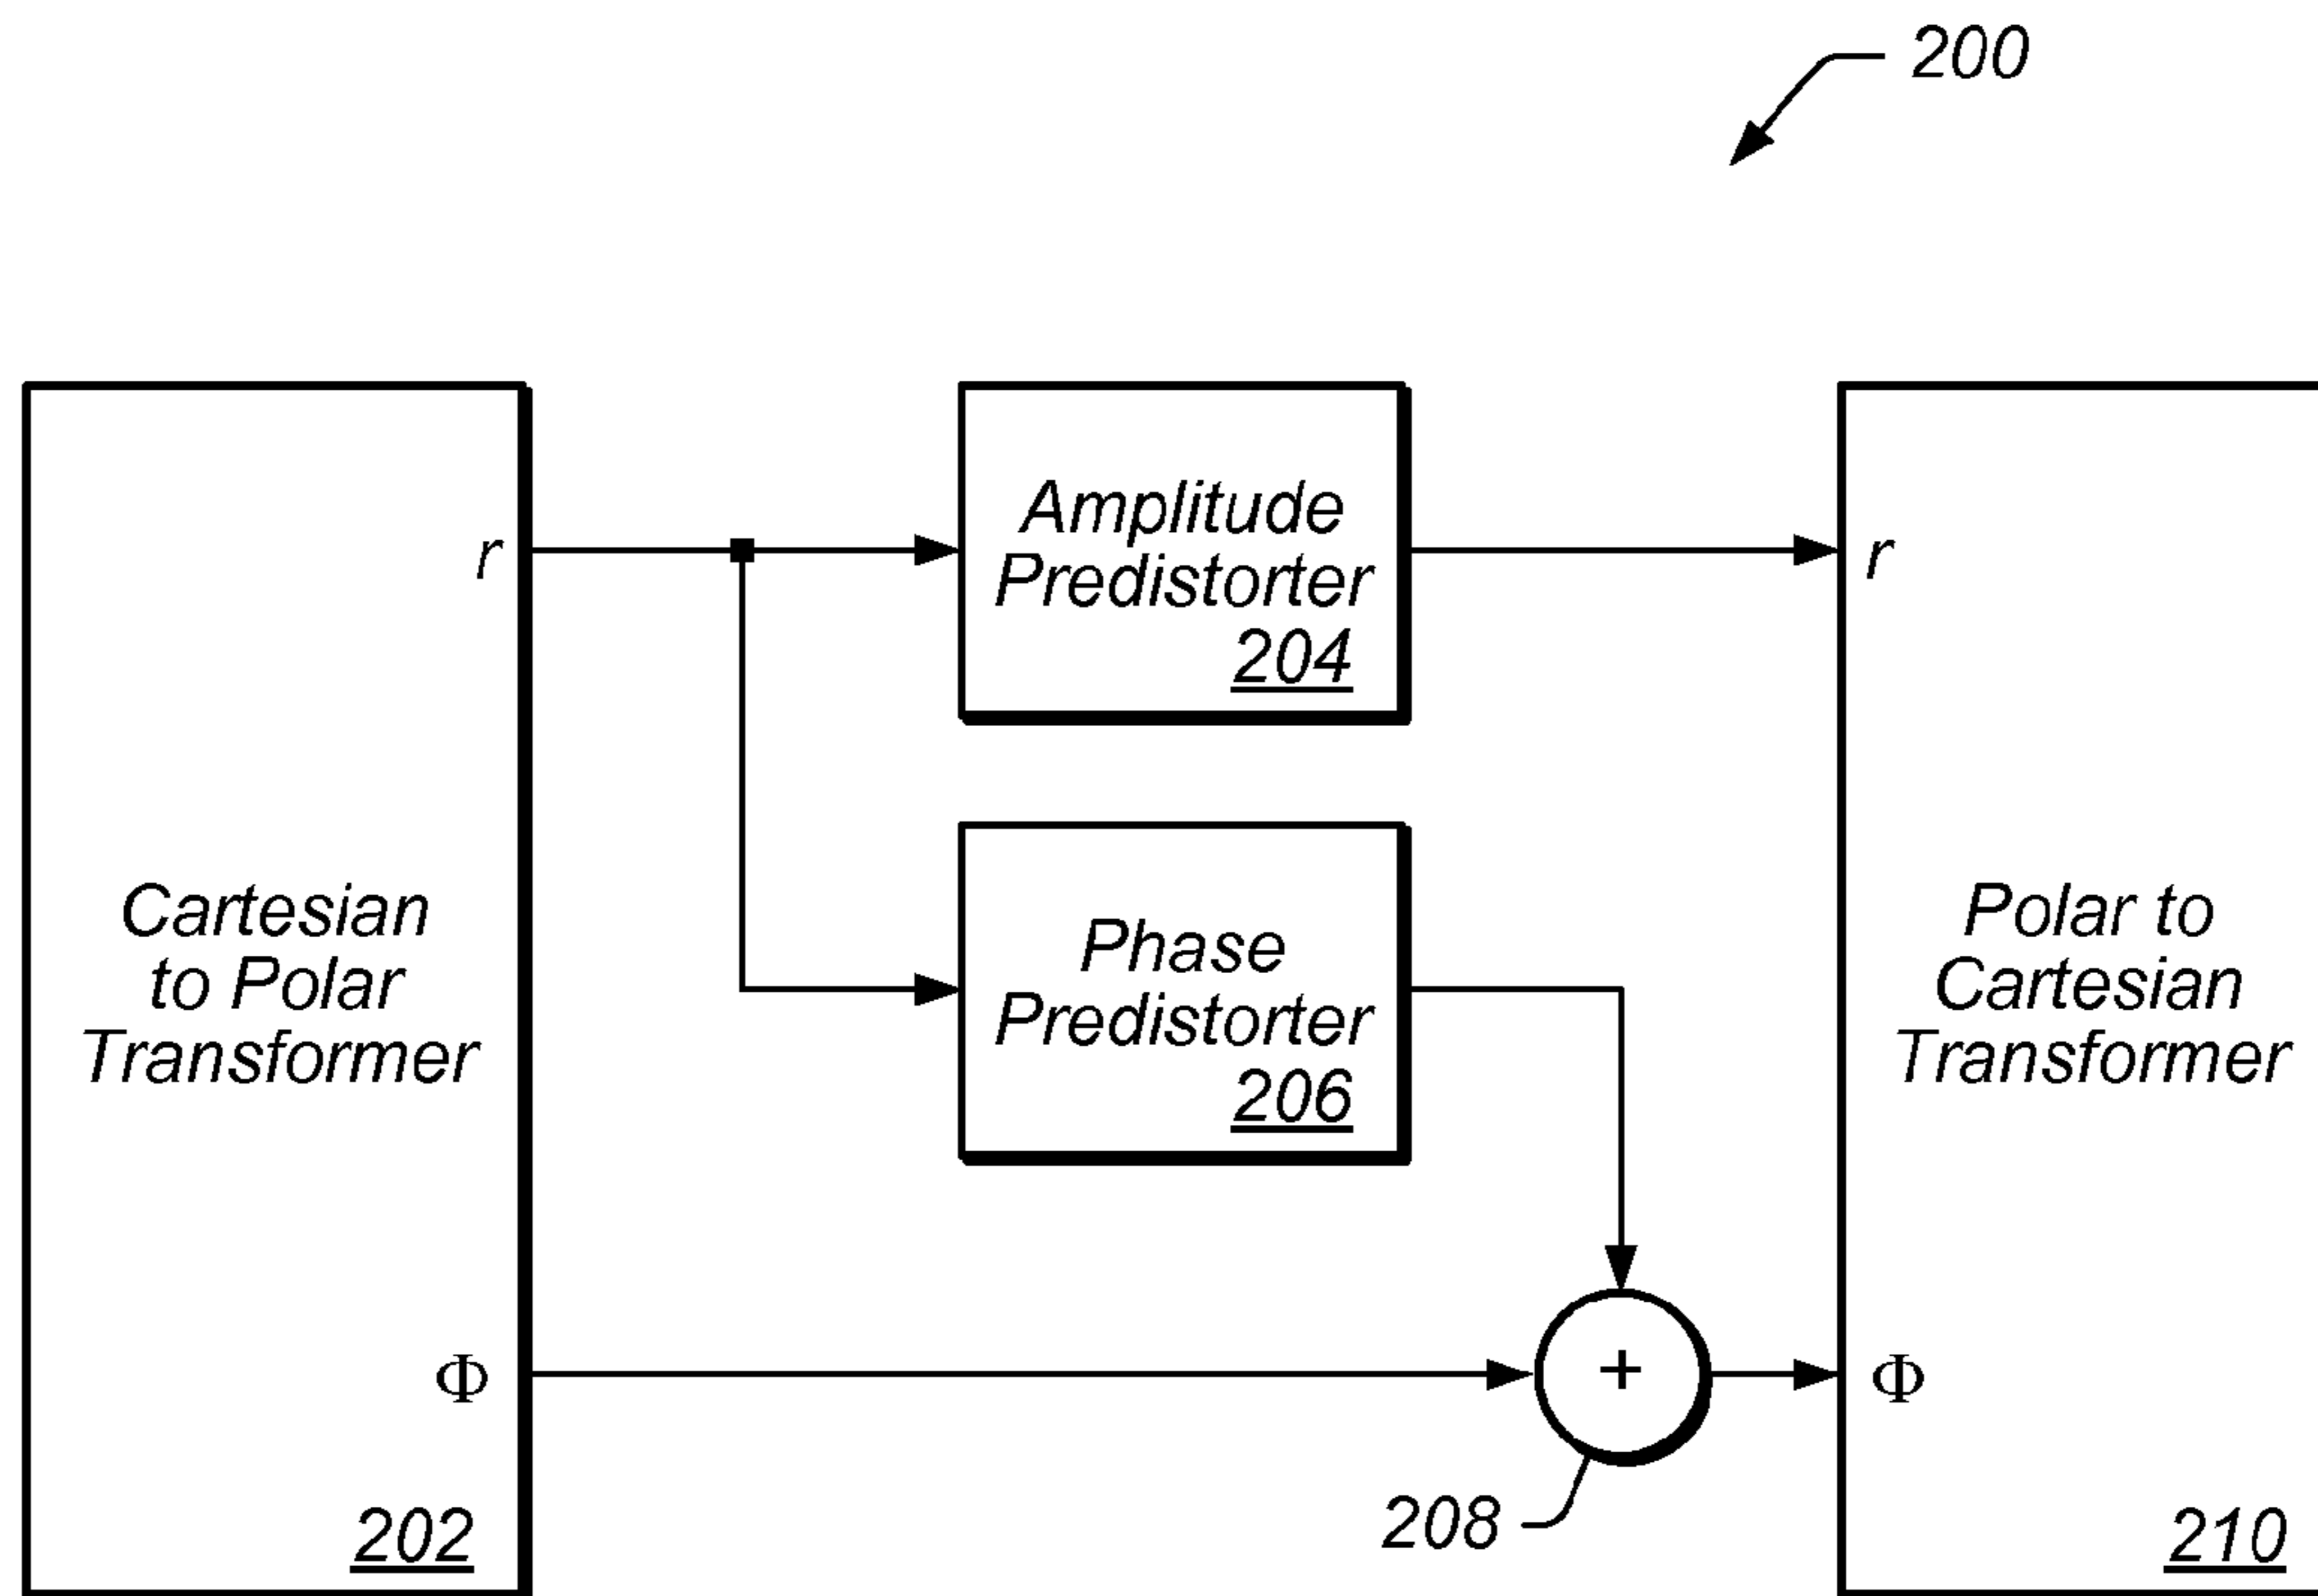 200
r
Amplitude
Predistorter
204
r
Cartesian
to Polar
Transformer
Phase
Predistorter
206
Polar to
Cartesian
Transformer
Φ
+
Φ
208
202
210